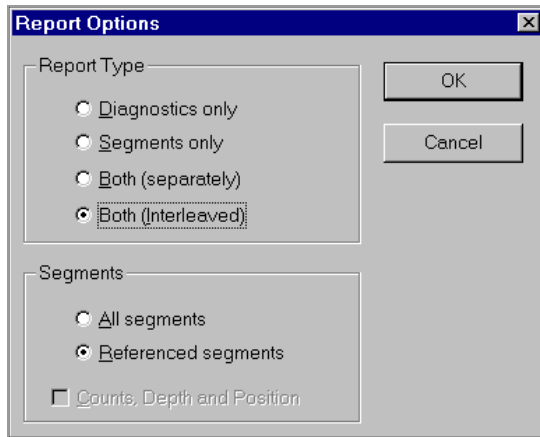 Report Options
Report Type
Diagnostics only
Segments only
Both (separately)
Both (Interleaved)
OK
Cancel
Segments
All segments
Referenced segments
Counts, Depth and Position